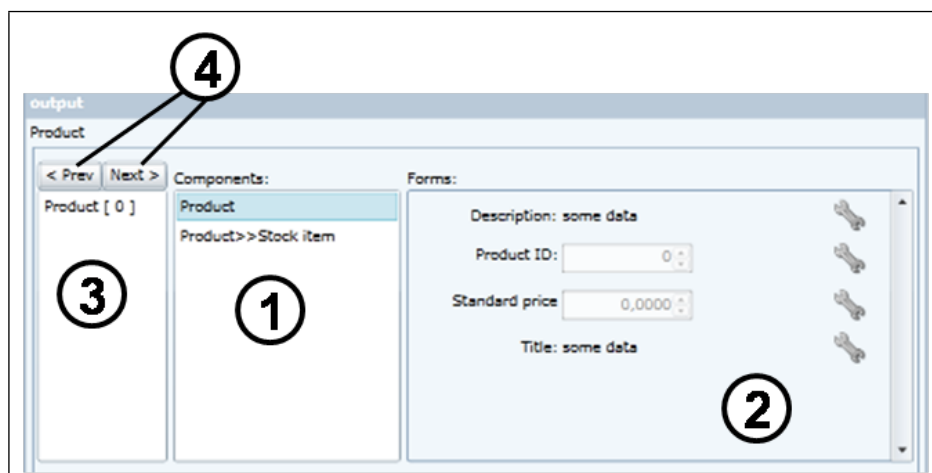 4
output
Product
< Prev Next > Components: Forms:
Product [ 0 ] Product Description: some data
Product>>Stock item Product ID: 0
3 1 Standard price 0,0000
Title: some data
2